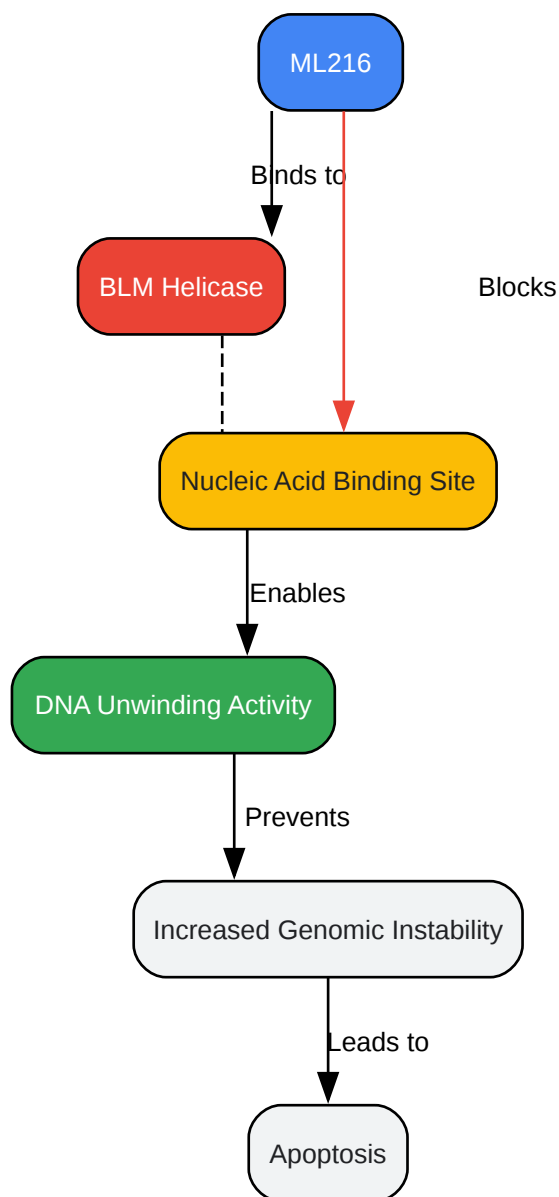 ML216
Binds to
BLM Helicase
Blocks
Nucleic Acid Binding Site
Enables
DNA Unwinding Activity
Prevents
Increased Genomic Instability
Leads to
Apoptosis